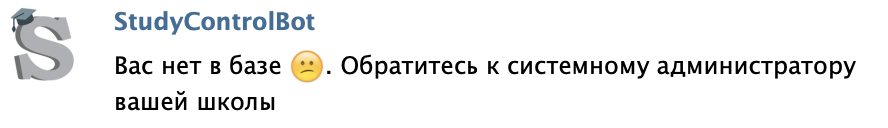 StudyControlBot
Вас нет в базе 😕. Обратитесь к системному администратору
вашей школы